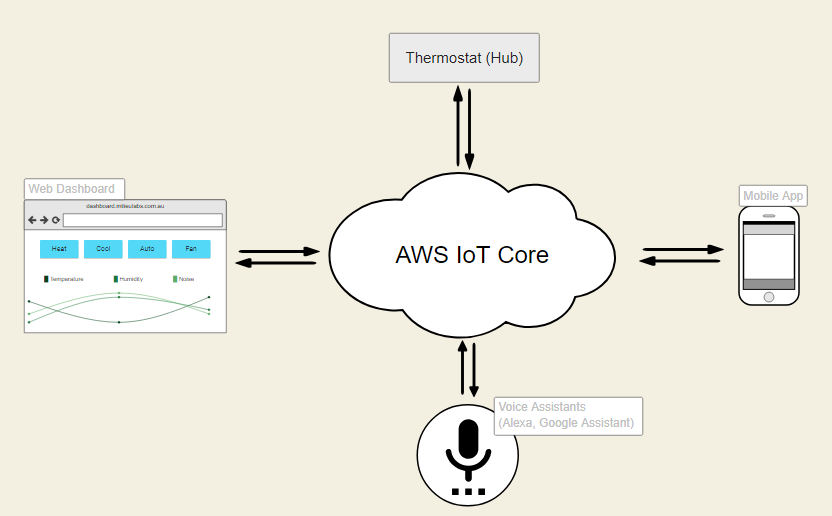 Thermostat (Hub)
Web Dashboard
dashboard.mitieulabs.com.au
Heat
Cool
Auto
Fan
Temperature
Humidity
Noise
AWS IoT Core
Mobile App
Voice Assistants
(Alexa, Google Assistant)